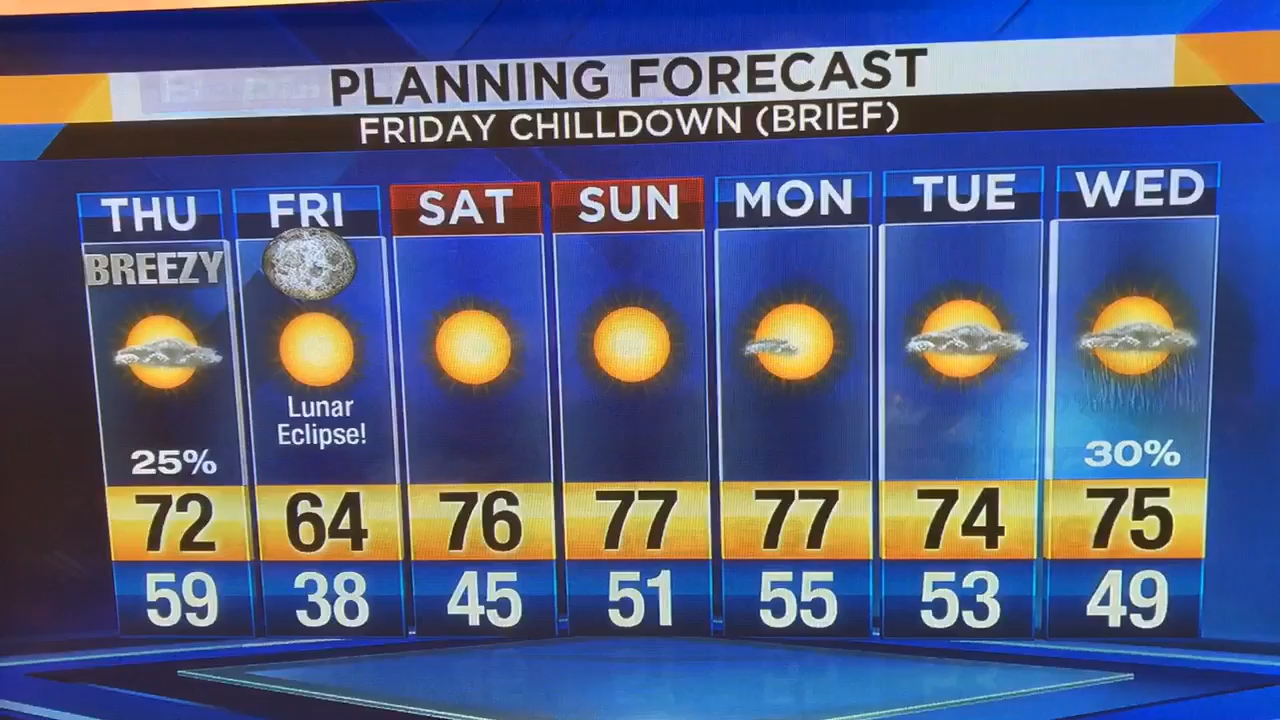 PLANNING FORECAST
FRIDAY CHILLDOWN (BRIEF)
THU FRI SAT SUN MON TUE WED
BREEZY
Lunar
Eclipse!
25% 30%
72 64 76 77 77 74 75
59 38 45 51 55 53 49